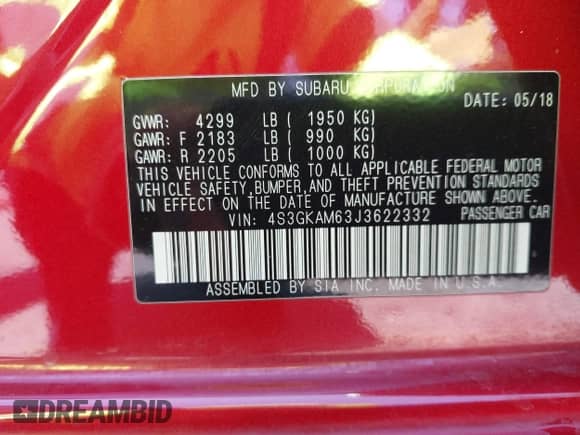 MFD BY SUBARU CORPORATION
DATE: 05/18
GVWR: 4299 LB ( 1950 KG)
GAWR: F 2183 LB ( 990 KG)
GAWR: R 2205 LB ( 1000 KG)
THIS VEHICLE CONFORMS TO ALL APPLICABLE FEDERAL MOTOR
VEHICLE SAFETY, BUMPER, AND THEFT PREVENTION STANDARDS
IN EFFECT ON THE DATE OF MANUFACTURE SHOWN ABOVE.
VIN: 4S3GKAM63J3622332 PASSENGER CAR
ASSEMBLED BY SIA INC. MADE IN U.S.A.
DREAMBID